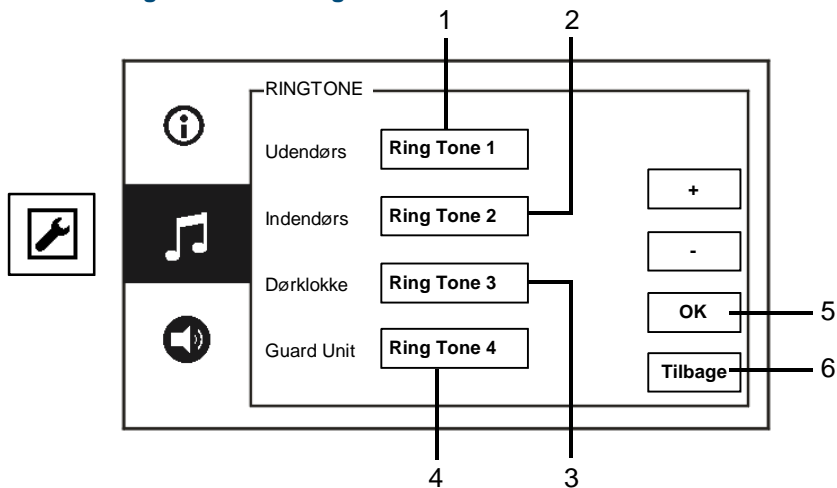 1 2
RINGTONE
Udendørs Ring Tone 1
Indendørs Ring Tone 2
Dørklokke Ring Tone 3
Guard Unit Ring Tone 4
+
-
OK 5
Tilbage 6
4 3